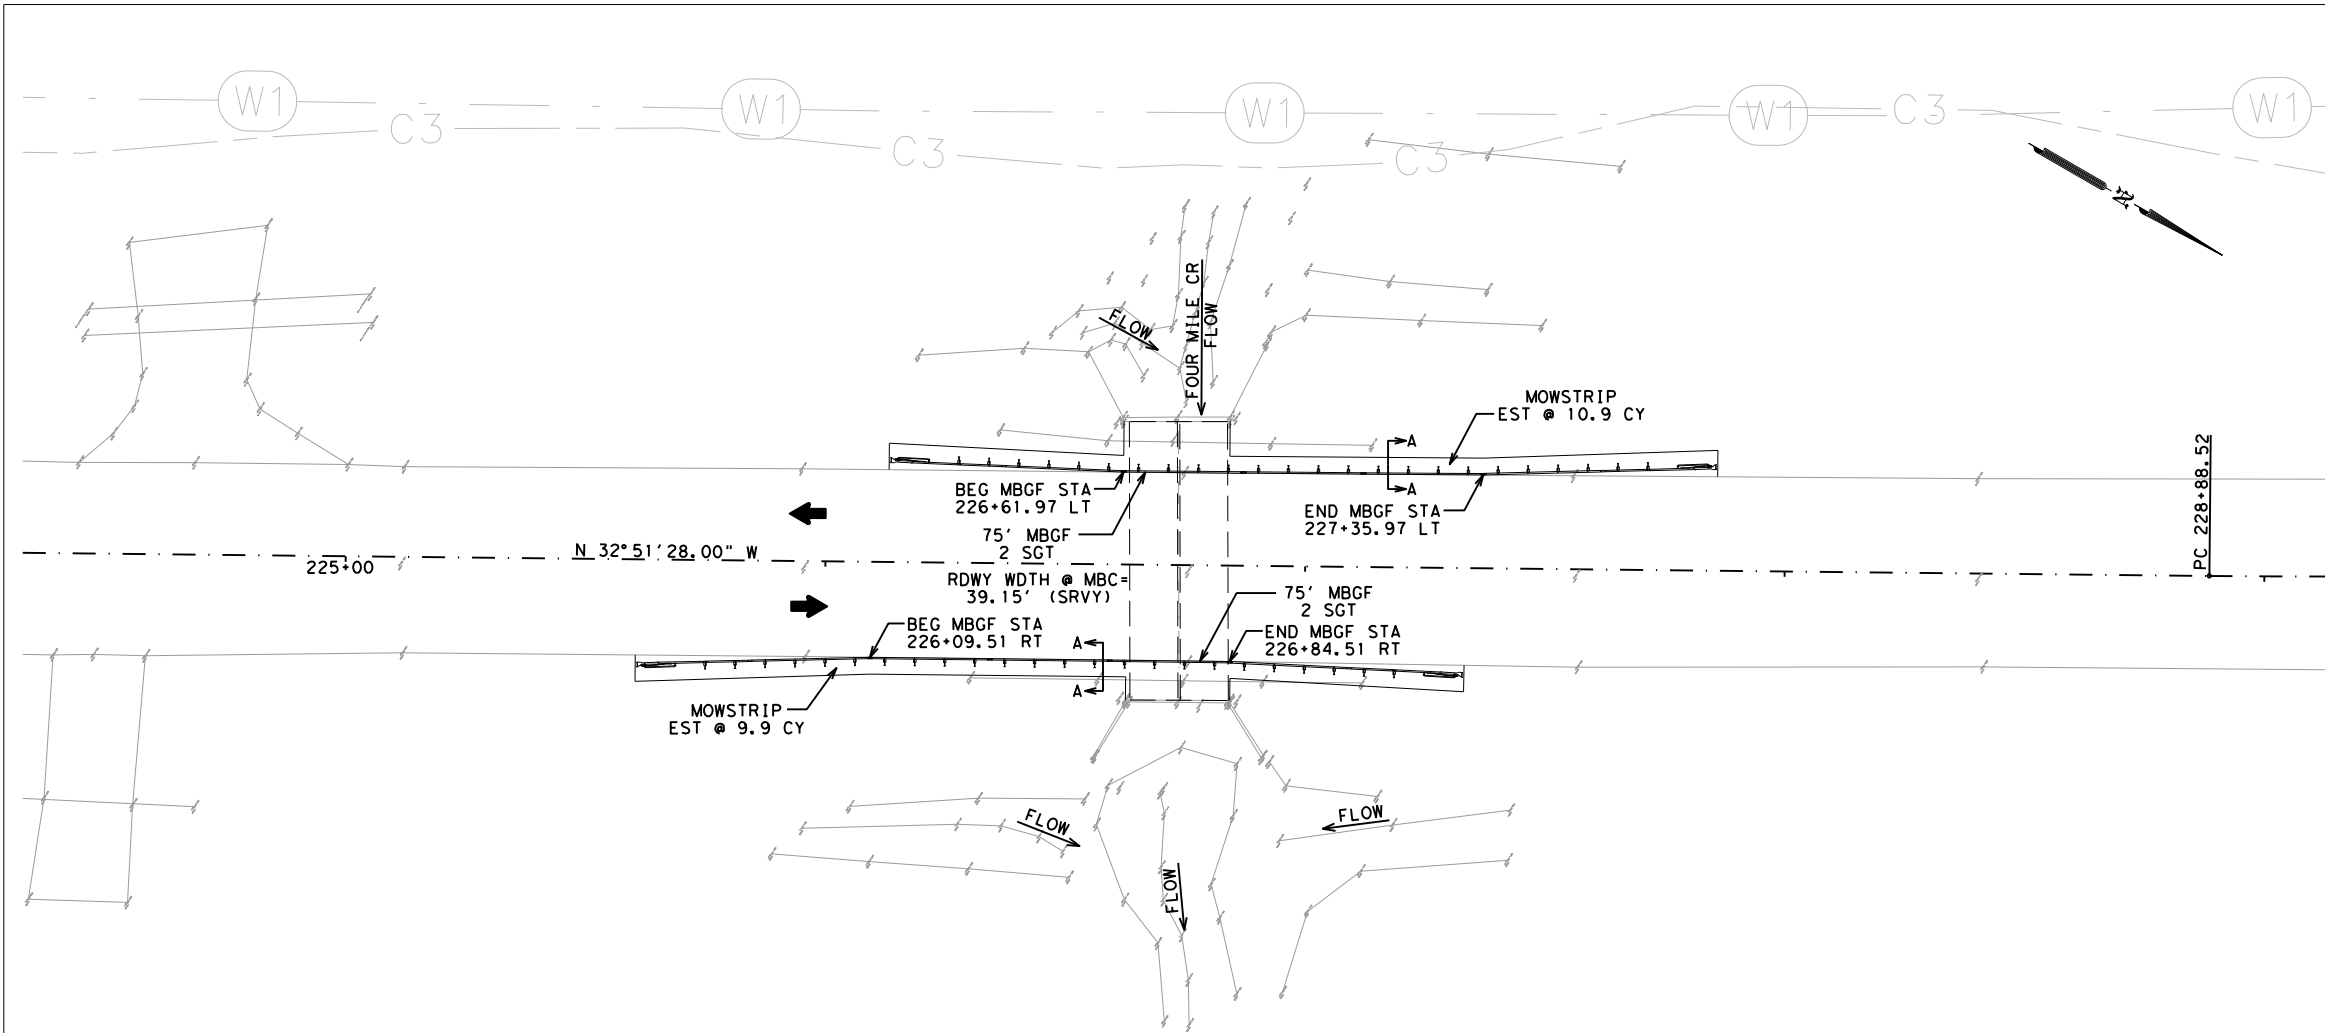 W1
W1
W1
W1
W1
C3
C3
C3
C3
N
FOUR MILE CR
FLOW
FLOW
MOWSTRIP
EST @ 10.9 CY
A
A
BEG MBGF STA
226+61.97 LT
END MBGF STA
227+35.97 LT
75' MBGF
2 SGT
PC 228+88.52
N 32°51'28.00" W
225+00
RDWY WDTH @ MBC=
39.15' (SRVY)
75' MBGF
2 SGT
BEG MBGF STA
226+09.51 RT
END MBGF STA
226+84.51 RT
A
A
MOWSTRIP
EST @ 9.9 CY
FLOW
FLOW
FLOW